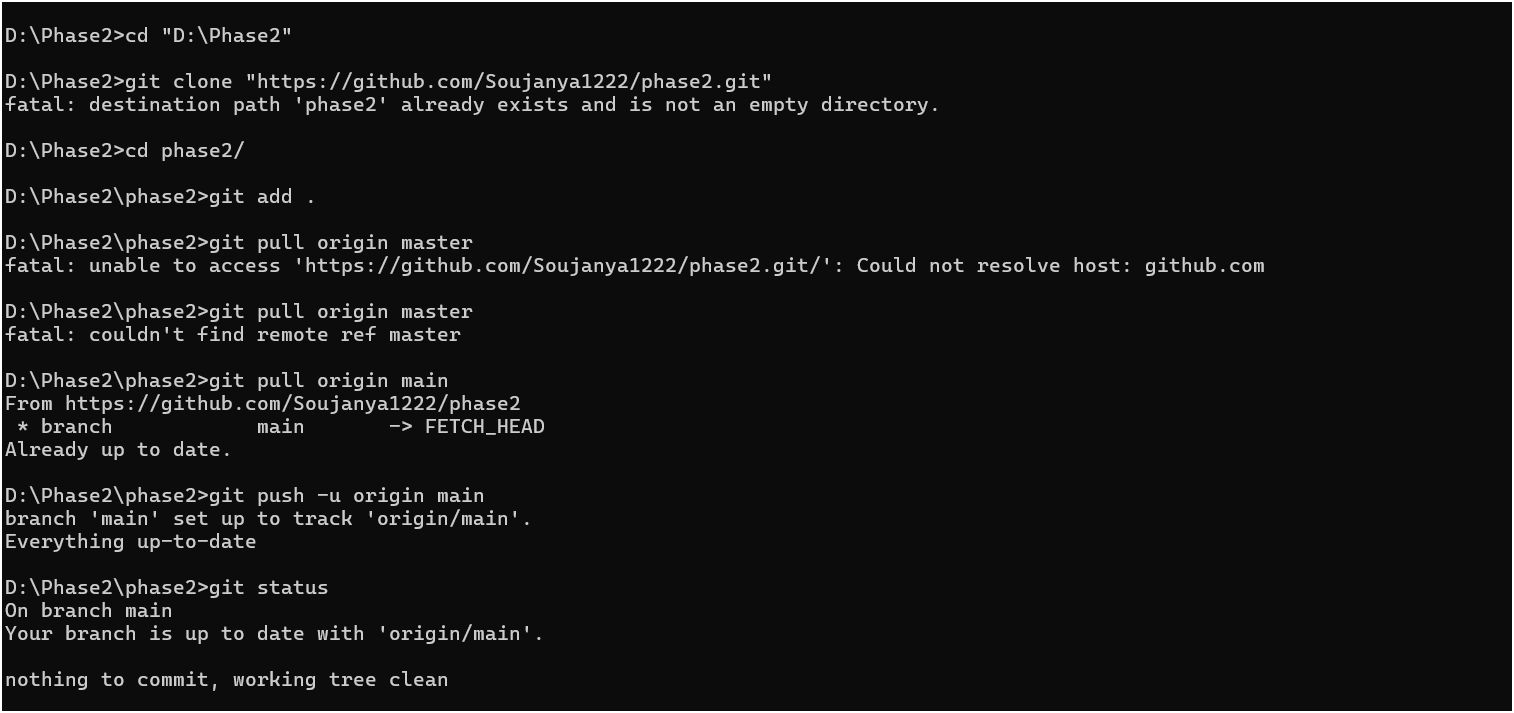 D:\Phase2>cd "D:\Phase2"
D:\Phase2>git clone "https://github.com/Soujanya1222/phase2.git"
fatal: destination path 'phase2' already exists and is not an empty directory.
D:\Phase2>cd phase2/
D:\Phase2\phase2>git add .
D:\Phase2\phase2>git pull origin master
fatal: unable to access 'https://github.com/Soujanya1222/phase2.git/': Could not resolve host: github.com
D:\Phase2\phase2>git pull origin master
fatal: couldn't find remote ref master
D:\Phase2\phase2>git pull origin main
From https://github.com/Soujanya1222/phase2
 * branch            main       -> FETCH_HEAD
Already up to date.
D:\Phase2\phase2>git push -u origin main
branch 'main' set up to track 'origin/main'.
Everything up-to-date
D:\Phase2\phase2>git status
On branch main
Your branch is up to date with 'origin/main'.
nothing to commit, working tree clean